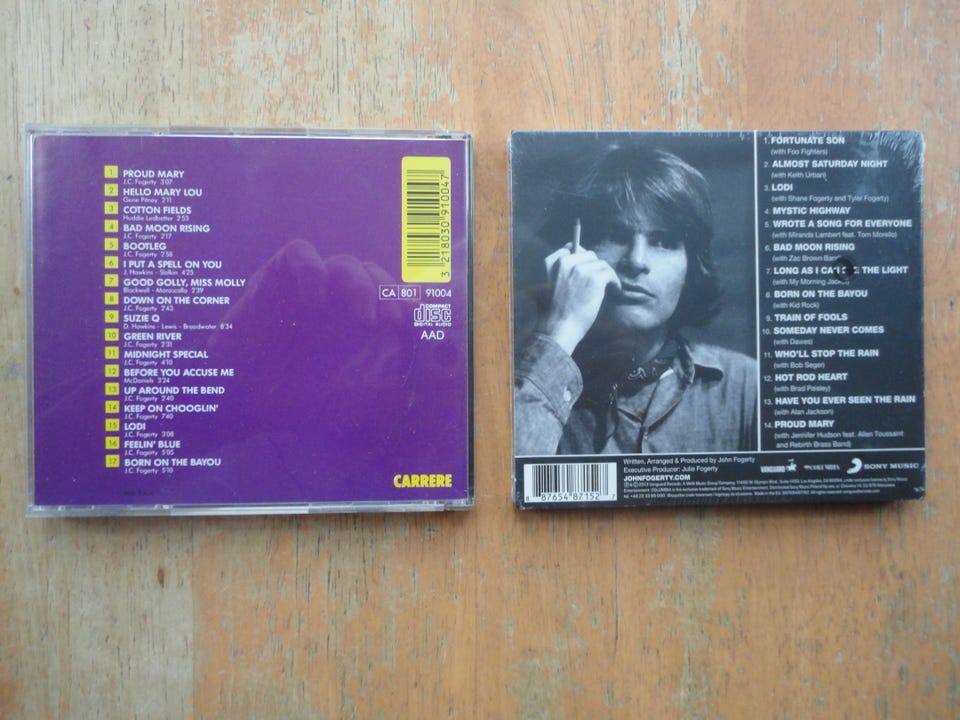 1 PROUD MARY
J.C. Fogerty 3'07
2 HELLO MARY LOU
Gene Pitney 2'11
3 COTTON FIELDS
Huddie Ledbetter 2'53
4 BAD MOON RISING
J.C. Fogerty 2'17
5 BOOTLEG
J.C. Fogerty 2'58
6 I PUT A SPELL ON YOU
J. Hawkins - Slotkin 4'25
7 GOOD GOLLY, MISS MOLLY
Blackwell - Marascallo 2'39
8 DOWN ON THE CORNER
J.C. Fogerty 2'43
9 SUZIE Q
D. Hawkins - Lewis - Broadwater 8'34
10 GREEN RIVER
J.C. Fogerty 2'31
11 MIDNIGHT SPECIAL
J.C. Fogerty 4'10
12 BEFORE YOU ACCUSE ME
McDaniels 3'24
13 UP AROUND THE BEND
J.C. Fogerty 2'40
14 KEEP ON CHOOGLIN'
J.C. Fogerty 7'40
15 LODI
J.C. Fogerty 3'08
16 FEELIN' BLUE
J.C. Fogerty 5'05
17 BORN ON THE BAYOU
J.C. Fogerty 5'10
3 218030 910047
CA 801 91004
COMPACT
disc
DIGITAL AUDIO
AAD
CARRERE
1. FORTUNATE SON
(with Foo Fighters)
2. ALMOST SATURDAY NIGHT
(with Keith Urban)
3. LODI
(with Shane Fogerty and Tyler Fogerty)
4. MYSTIC HIGHWAY
5. WROTE A SONG FOR EVERYONE
(with Miranda Lambert feat. Tom Morello)
6. BAD MOON RISING
(with Zac Brown Band)
7. LONG AS I CAN SEE THE LIGHT
(with My Morning Jacket)
8. BORN ON THE BAYOU
(with Kid Rock)
9. TRAIN OF FOOLS
10. SOMEDAY NEVER COMES
(with Dawes)
11. WHO'LL STOP THE RAIN
(with Bob Seger)
12. HOT ROD HEART
(with Brad Paisley)
13. HAVE YOU EVER SEEN THE RAIN
(with Alan Jackson)
14. PROUD MARY
(with Jennifer Hudson feat. Allen Toussaint
and Rebirth Brass Band)
Written, Arranged & Produced by John Fogerty
Executive Producer: Julie Fogerty
JOHNFOGERTY.COM
8 87654 87152 7
VANGUARD
COLUMBIA
SONY MUSIC